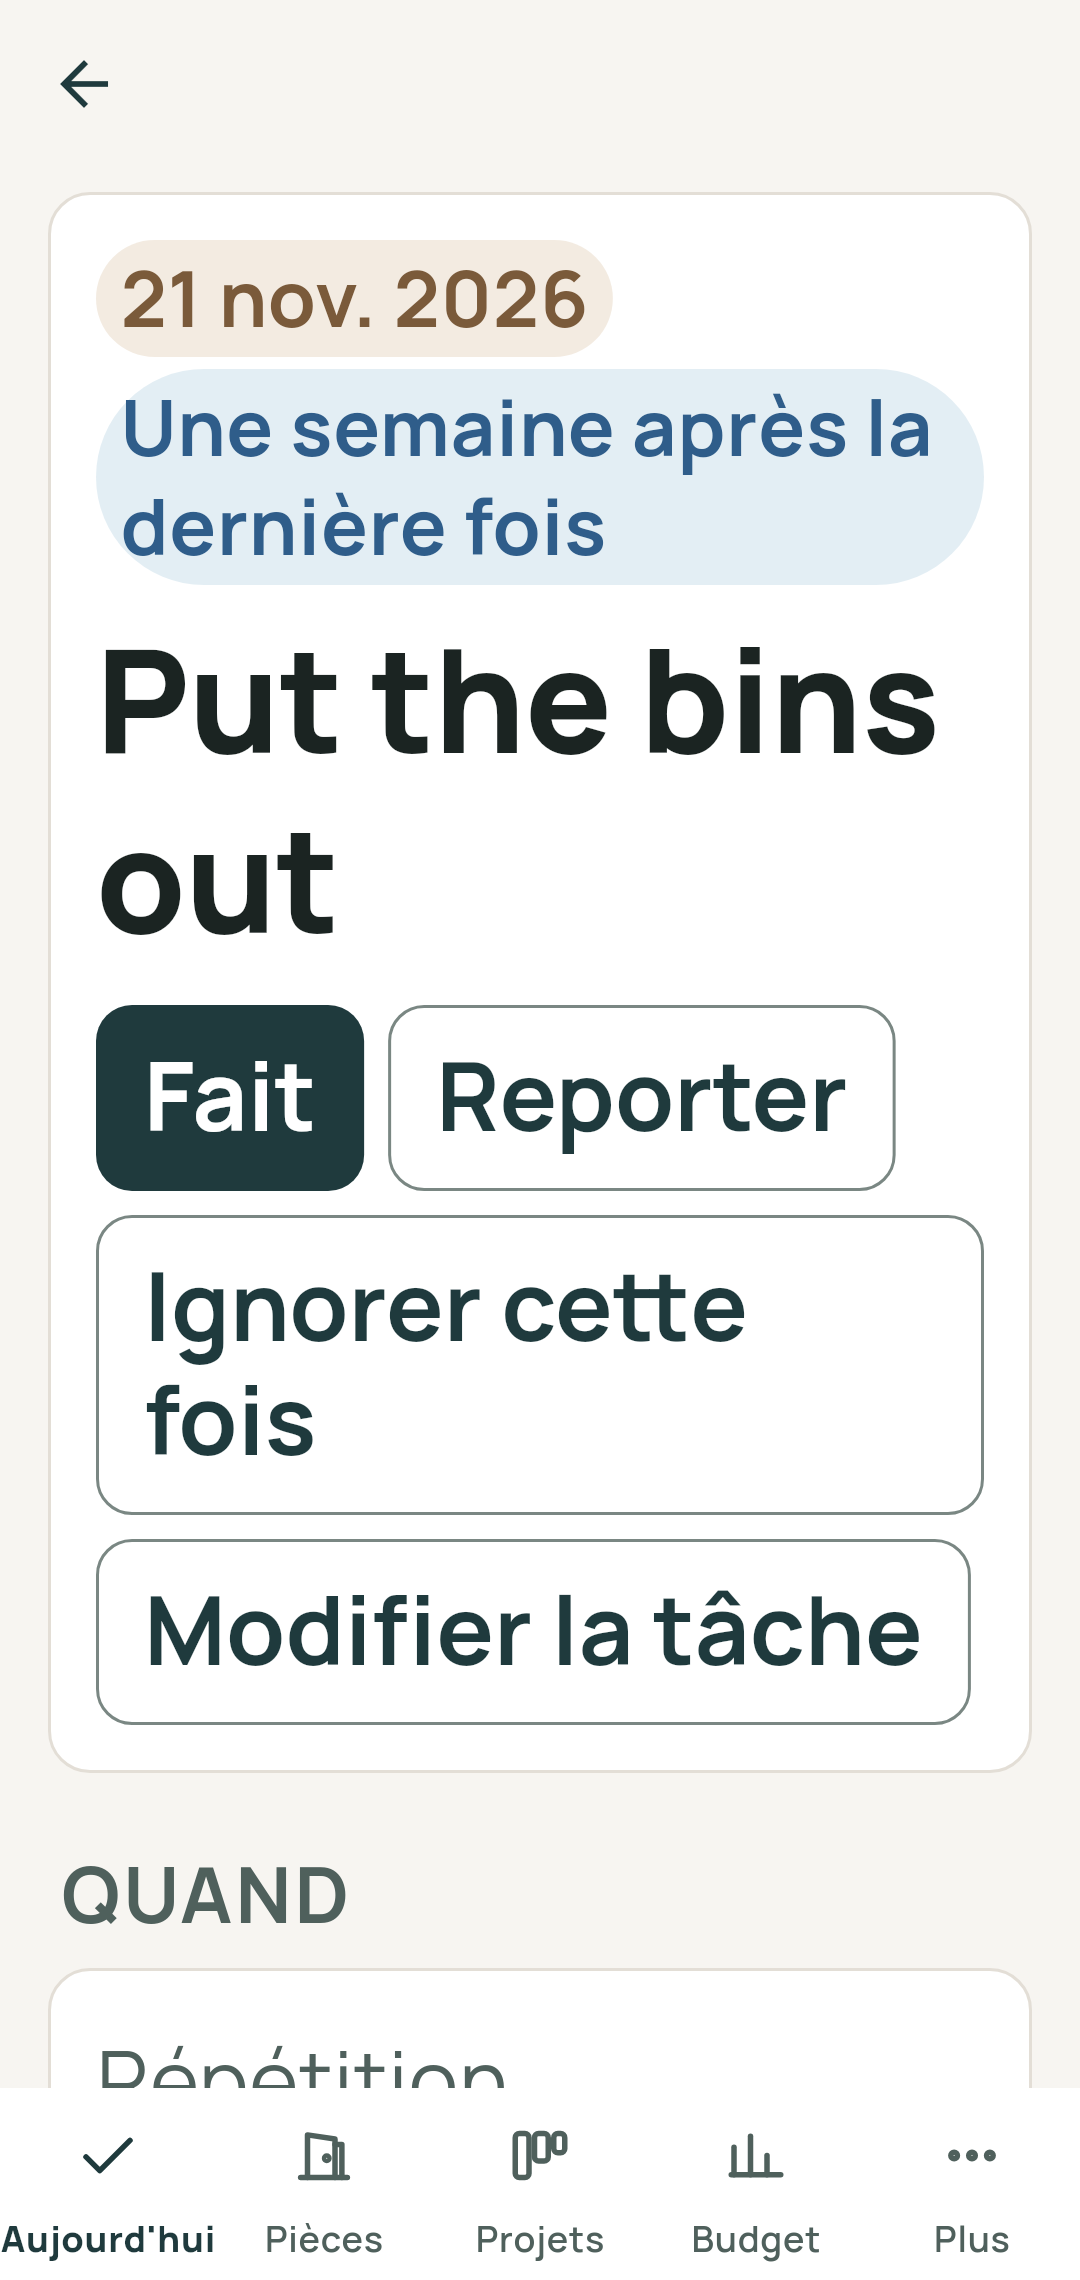 21 nov. 2026
Une semaine après la
dernière fois
Put the bins
out
Fait
Reporter
Ignorer cette
fois
Modifier la tâche
QUAND
Répétition
Aujourd'hui
Pièces
Projets
Budget
Plus